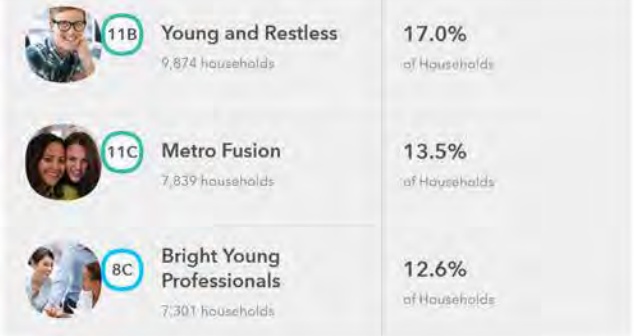 11B
Young and Restless
9,874 households
17.0%
of Households
11C
Metro Fusion
7,839 households
13.5%
of Households
8C
Bright Young
Professionals
7,301 households
12.6%
of Households